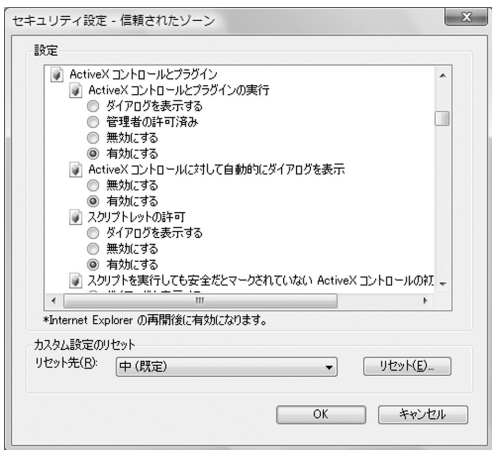 セキュリティ設定 - 信頼されたゾーン
設定
ActiveX コントロールとプラグイン
ActiveX コントロールとプラグインの実行
ダイアログを表示する
管理者の許可済み
無効にする
有効にする
ActiveX コントロールに対して自動的にダイアログを表示
無効にする
有効にする
スクリプトレットの許可
ダイアログを表示する
無効にする
有効にする
スクリプトを実行しても安全だとマークされていない ActiveX コントロールの初
*Internet Explorer の再開後に有効になります。
カスタム設定のリセット
リセット先(R): 中 (既定) リセット(E)...
OK キャンセル